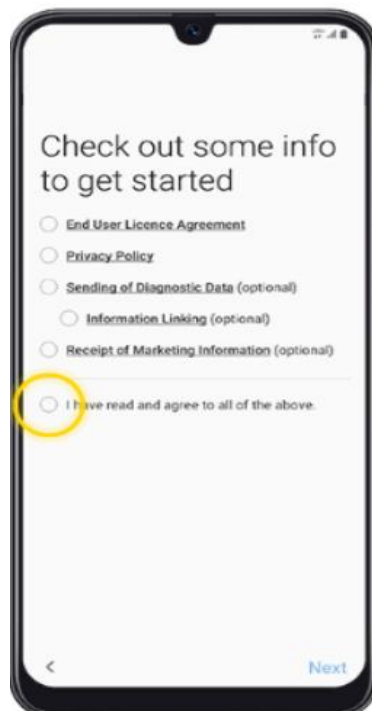 Check out some info
to get started
End User Licence Agreement
Privacy Policy
Sending of Diagnostic Data (optional)
Information Linking (optional)
Receipt of Marketing Information (optional)
I have read and agree to all of the above.
Next